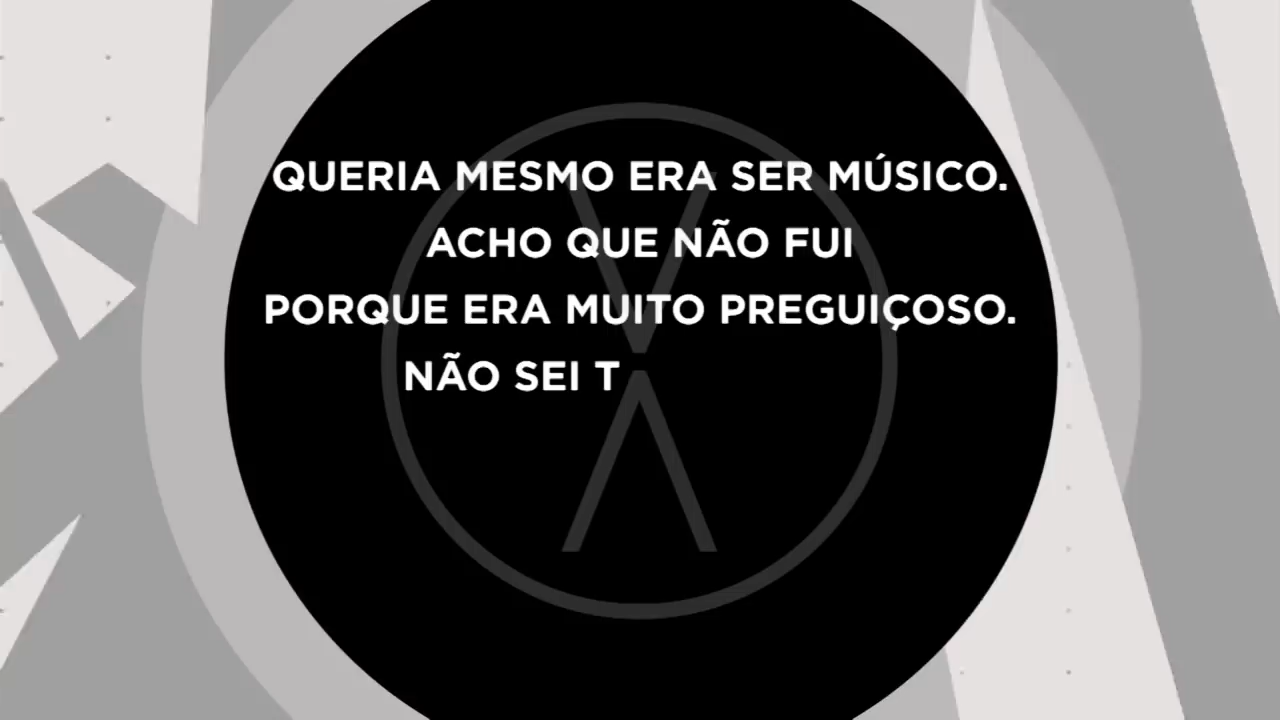 QUERIA MESMO ERA SER MÚSICO.
ACHO QUE NÃO FUI
PORQUE ERA MUITO PREGUIÇOSO.
NÃO SEI T